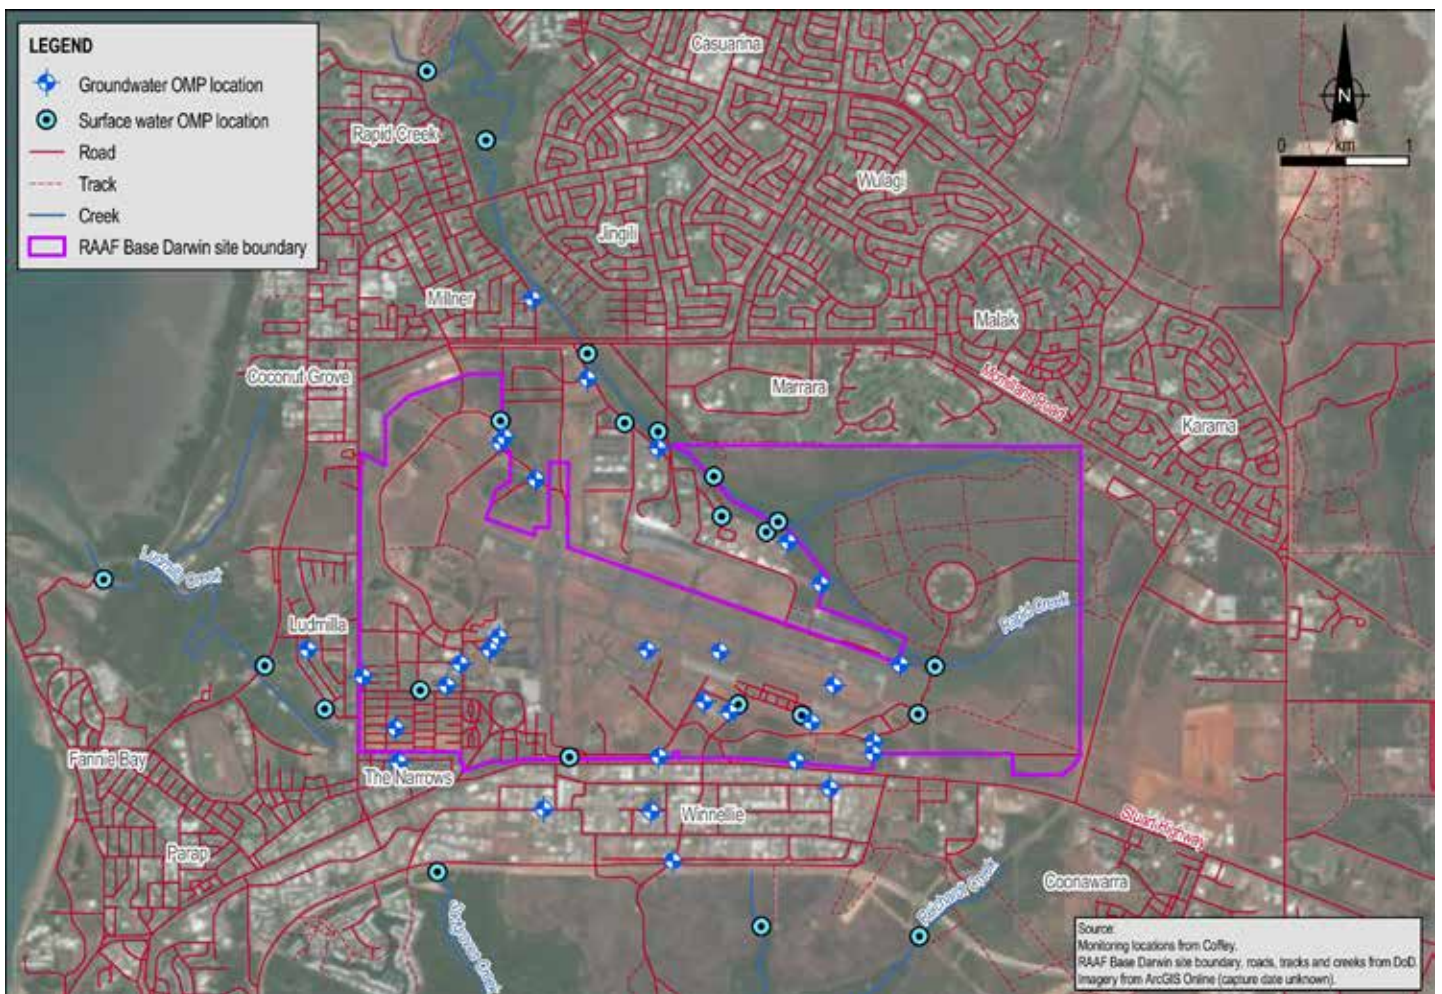 LEGEND
Groundwater OMP location
Surface water OMP location
Road
Track
Creek
RAAF Base Darwin site boundary
Casuarina
N
0 km 1
Rapid Creek
Wulagi
Jingili
Millner
Malak
Coconut Grove
Marrara
Mcmillans Road
Karama
Ludmilla Creek
Rapid Creek
Ludmilla
Fannie Bay
The Narrows
Winnellie
Stuart Highway
Parap
Coonawarra
Reichardt Creek
Sadgroves Creek
Source:
Monitoring locations from Coffey.
RAAF Base Darwin site boundary, roads, tracks and creeks from DoD.
Imagery from ArcGIS Online (capture date unknown).